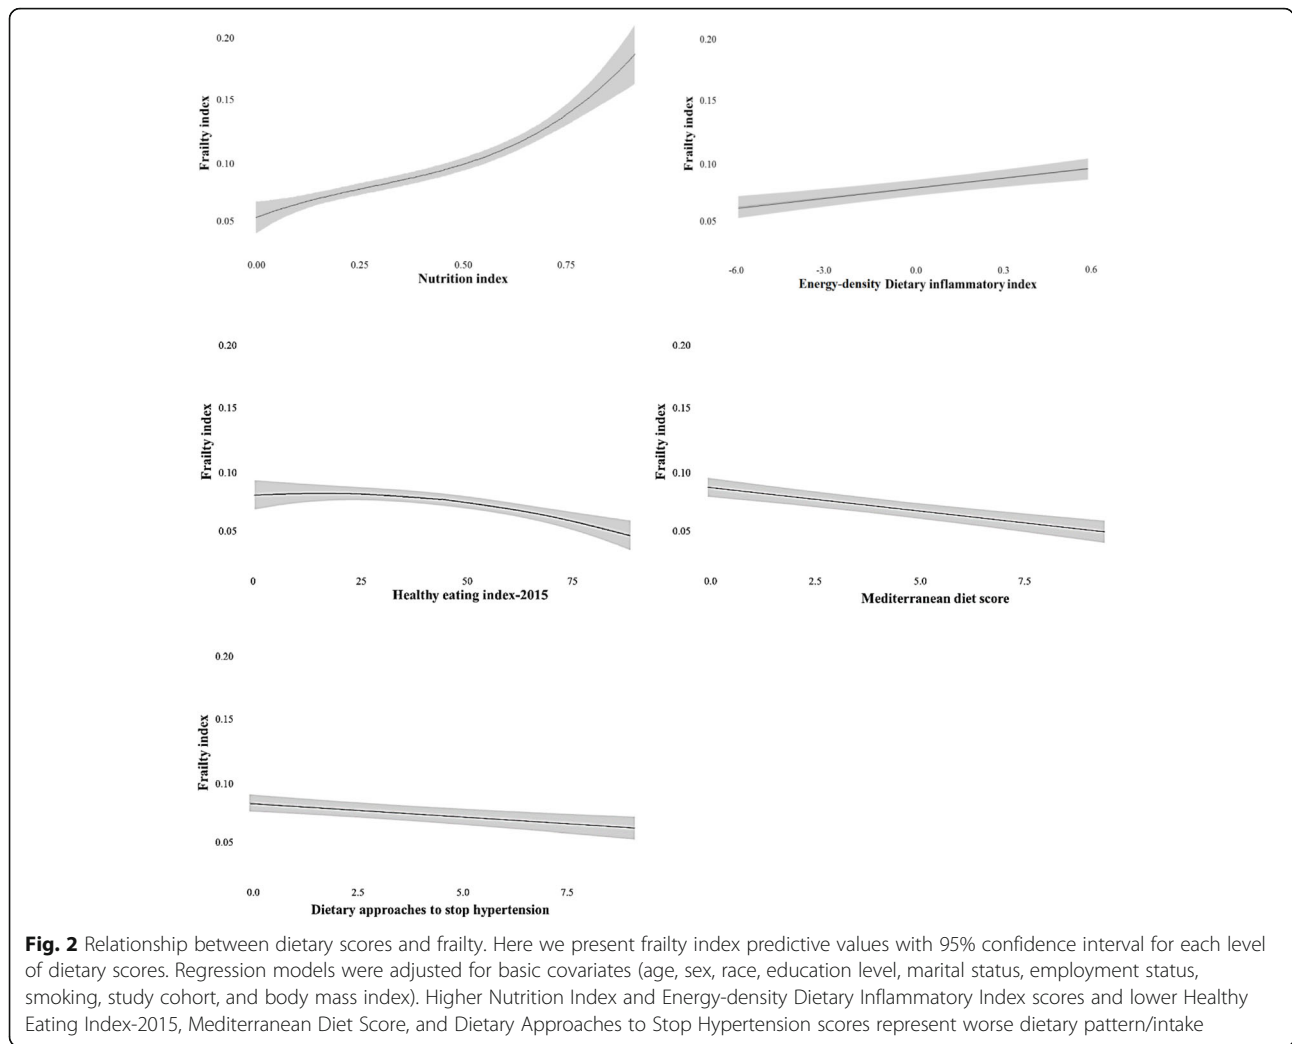 0.20
0.15
0.10
0.05
Frailty index
0.00 0.25 0.50 0.75
Nutrition index
0.20
0.15
0.10
0.05
Frailty index
-6.0 -3.0 0.0 0.3 0.6
Energy-density Dietary inflammatory index
0.20
0.15
0.10
0.05
Frailty index
0 25 50 75
Healthy eating index-2015
0.20
0.15
0.10
0.05
Frailty index
0.0 2.5 5.0 7.5
Mediterranean diet score
0.20
0.15
0.10
0.05
Frailty index
0.0 2.5 5.0 7.5
Dietary approaches to stop hypertension
Fig. 2 Relationship between dietary scores and frailty. Here we present frailty index predictive values with 95% confidence interval for each level
of dietary scores. Regression models were adjusted for basic covariates (age, sex, race, education level, marital status, employment status,
smoking, study cohort, and body mass index). Higher Nutrition Index and Energy-density Dietary Inflammatory Index scores and lower Healthy
Eating Index-2015, Mediterranean Diet Score, and Dietary Approaches to Stop Hypertension scores represent worse dietary pattern/intake